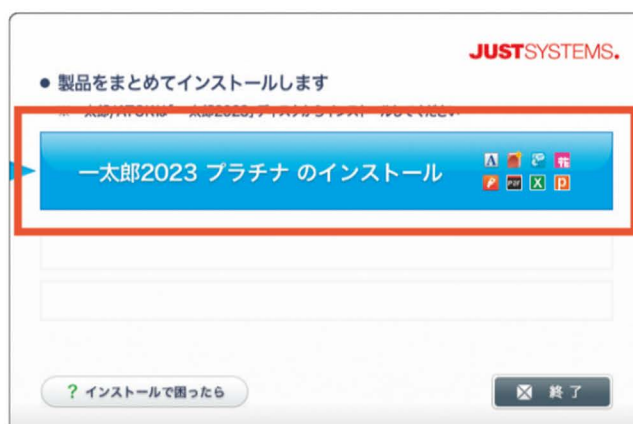 JUSTSYSTEMS.
● 製品をまとめてインストールします
一太郎2023 プラチナ のインストール
? インストールで困ったら
終了